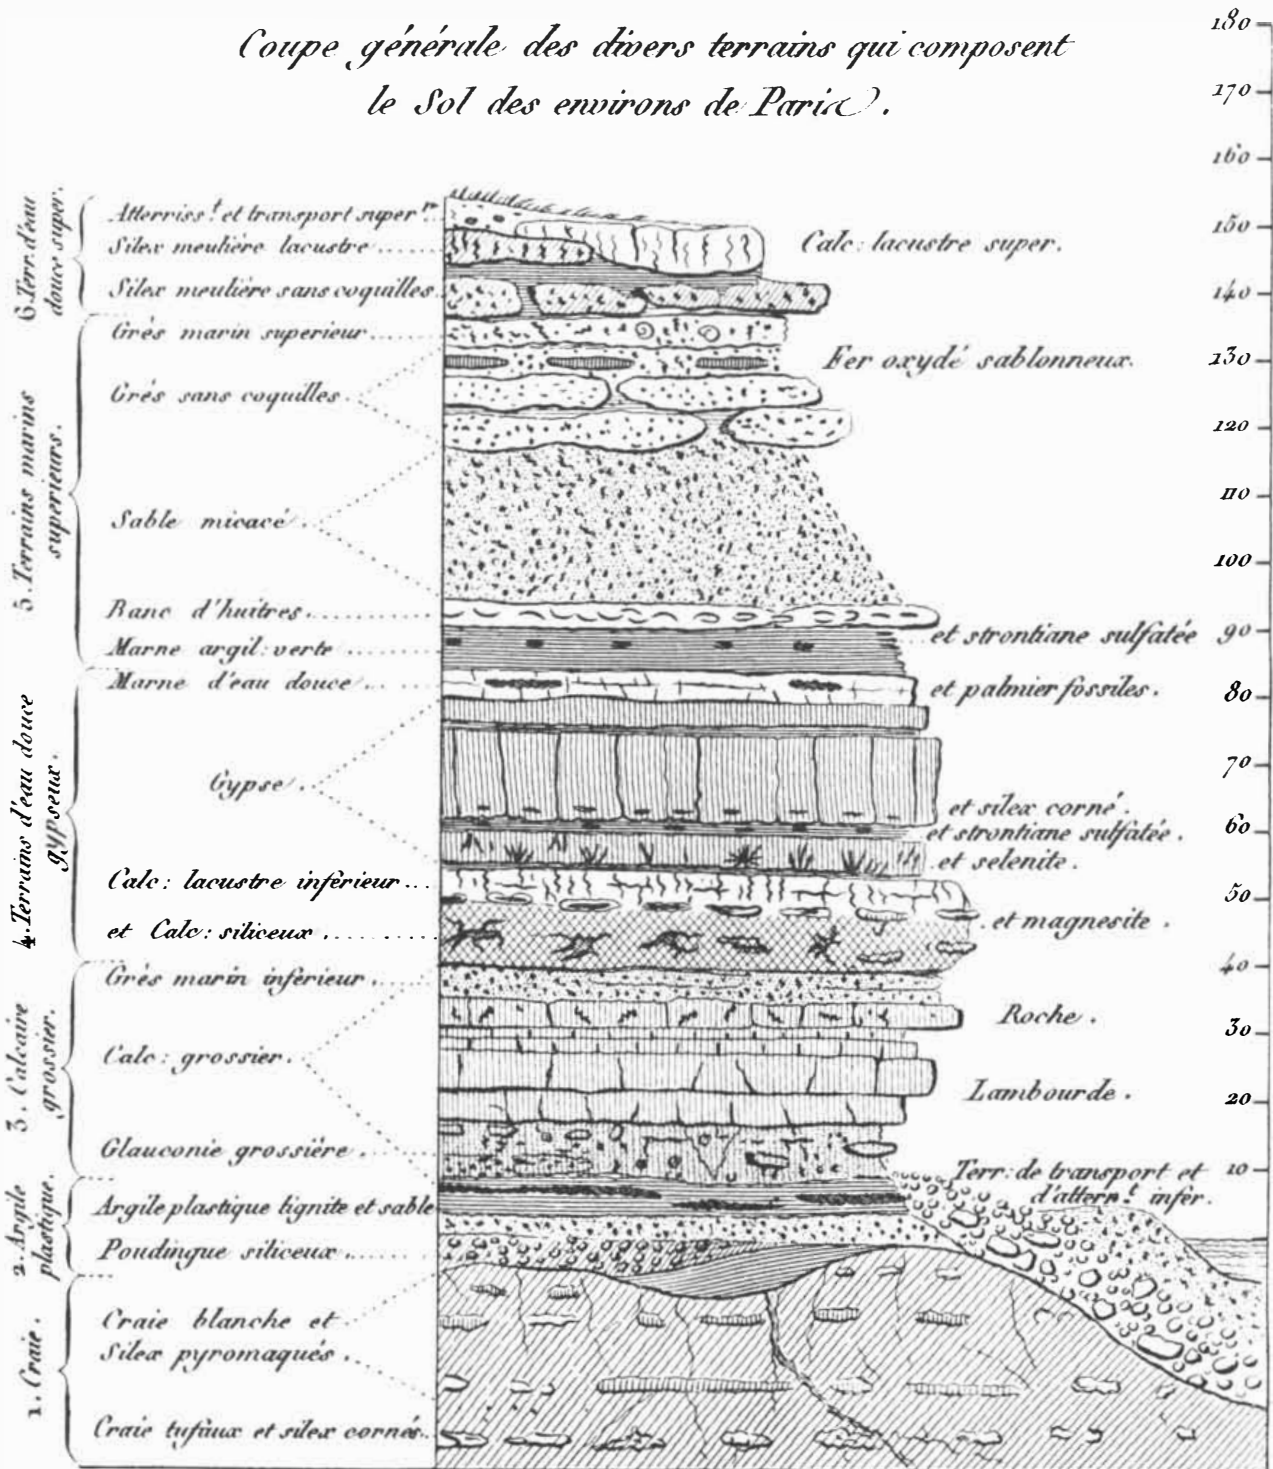 Coupe générale des divers terrains qui composent
le Sol des environs de Paris.
180
170
160
150
140
130
120
110
100
90
80
70
60
50
40
30
20
10
6. Terr. d'eau
douce super.
Atterriss.t et transport super.r
Silex meulière lacustre
Silex meulière sans coquilles
Calc: lacustre super.
5. Terrains marins
superieurs.
Grès marin superieur
Grès sans coquilles
Sable micacé
Banc d'huitres
Marne argil: verte
Fer oxydé sablonneux.
et strontiane sulfatée
4. Terrains d'eau douce
gypseux.
Marne d'eau douce
Gypse
Calc: lacustre inférieur
et Calc: siliceux
et palmier fossiles.
et silex corné.
et strontiane sulfatée.
et selenite.
et magnesite.
3. Calcaire
grossier.
Grès marin inférieur
Calc: grossier
Glauconie grossière
Roche.
Lambourde.
2. Argile
plastique.
Argile plastique lignite et sable
Poudingue siliceux
Terr: de transport et
d'atterr.t infér.
1. Craie.
Craie blanche et
Silex pyromaqués
Craie tufaux et silex cornés